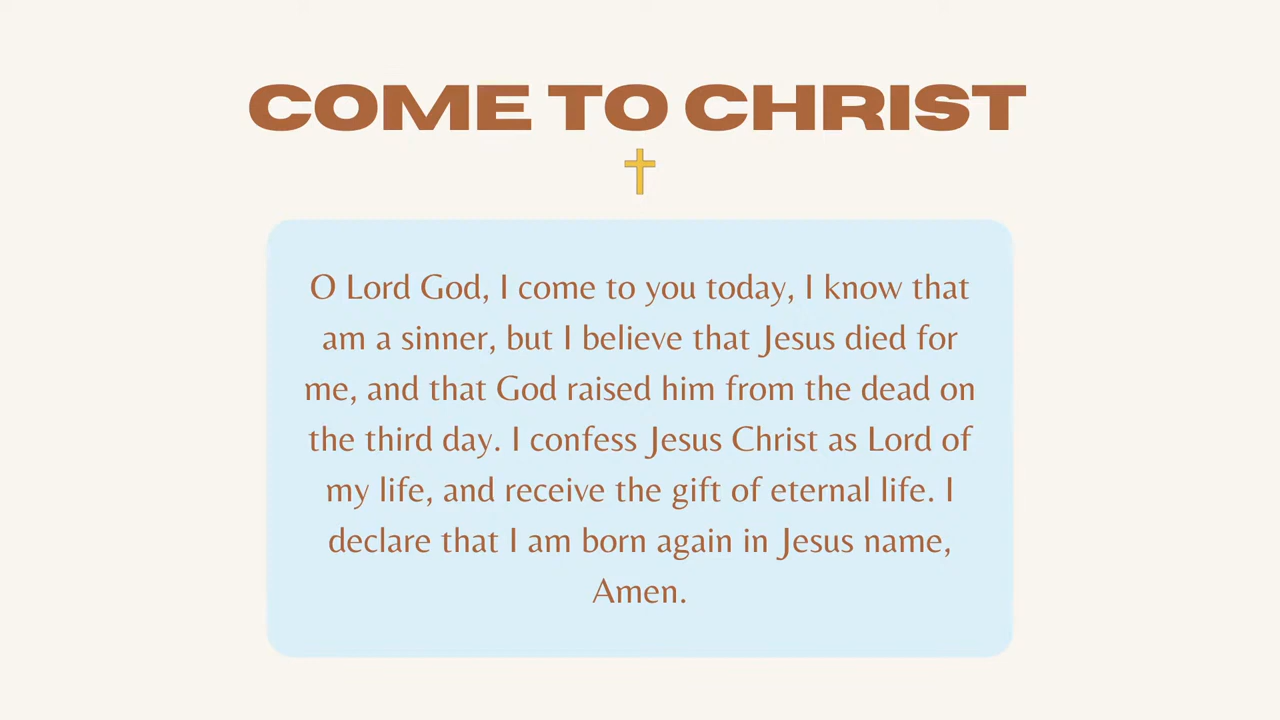 COME TO CHRIST
O Lord God, I come to you today, I know that
am a sinner, but I believe that Jesus died for
me, and that God raised him from the dead on
the third day. I confess Jesus Christ as Lord of
my life, and receive the gift of eternal life. I
declare that I am born again in Jesus name,
Amen.